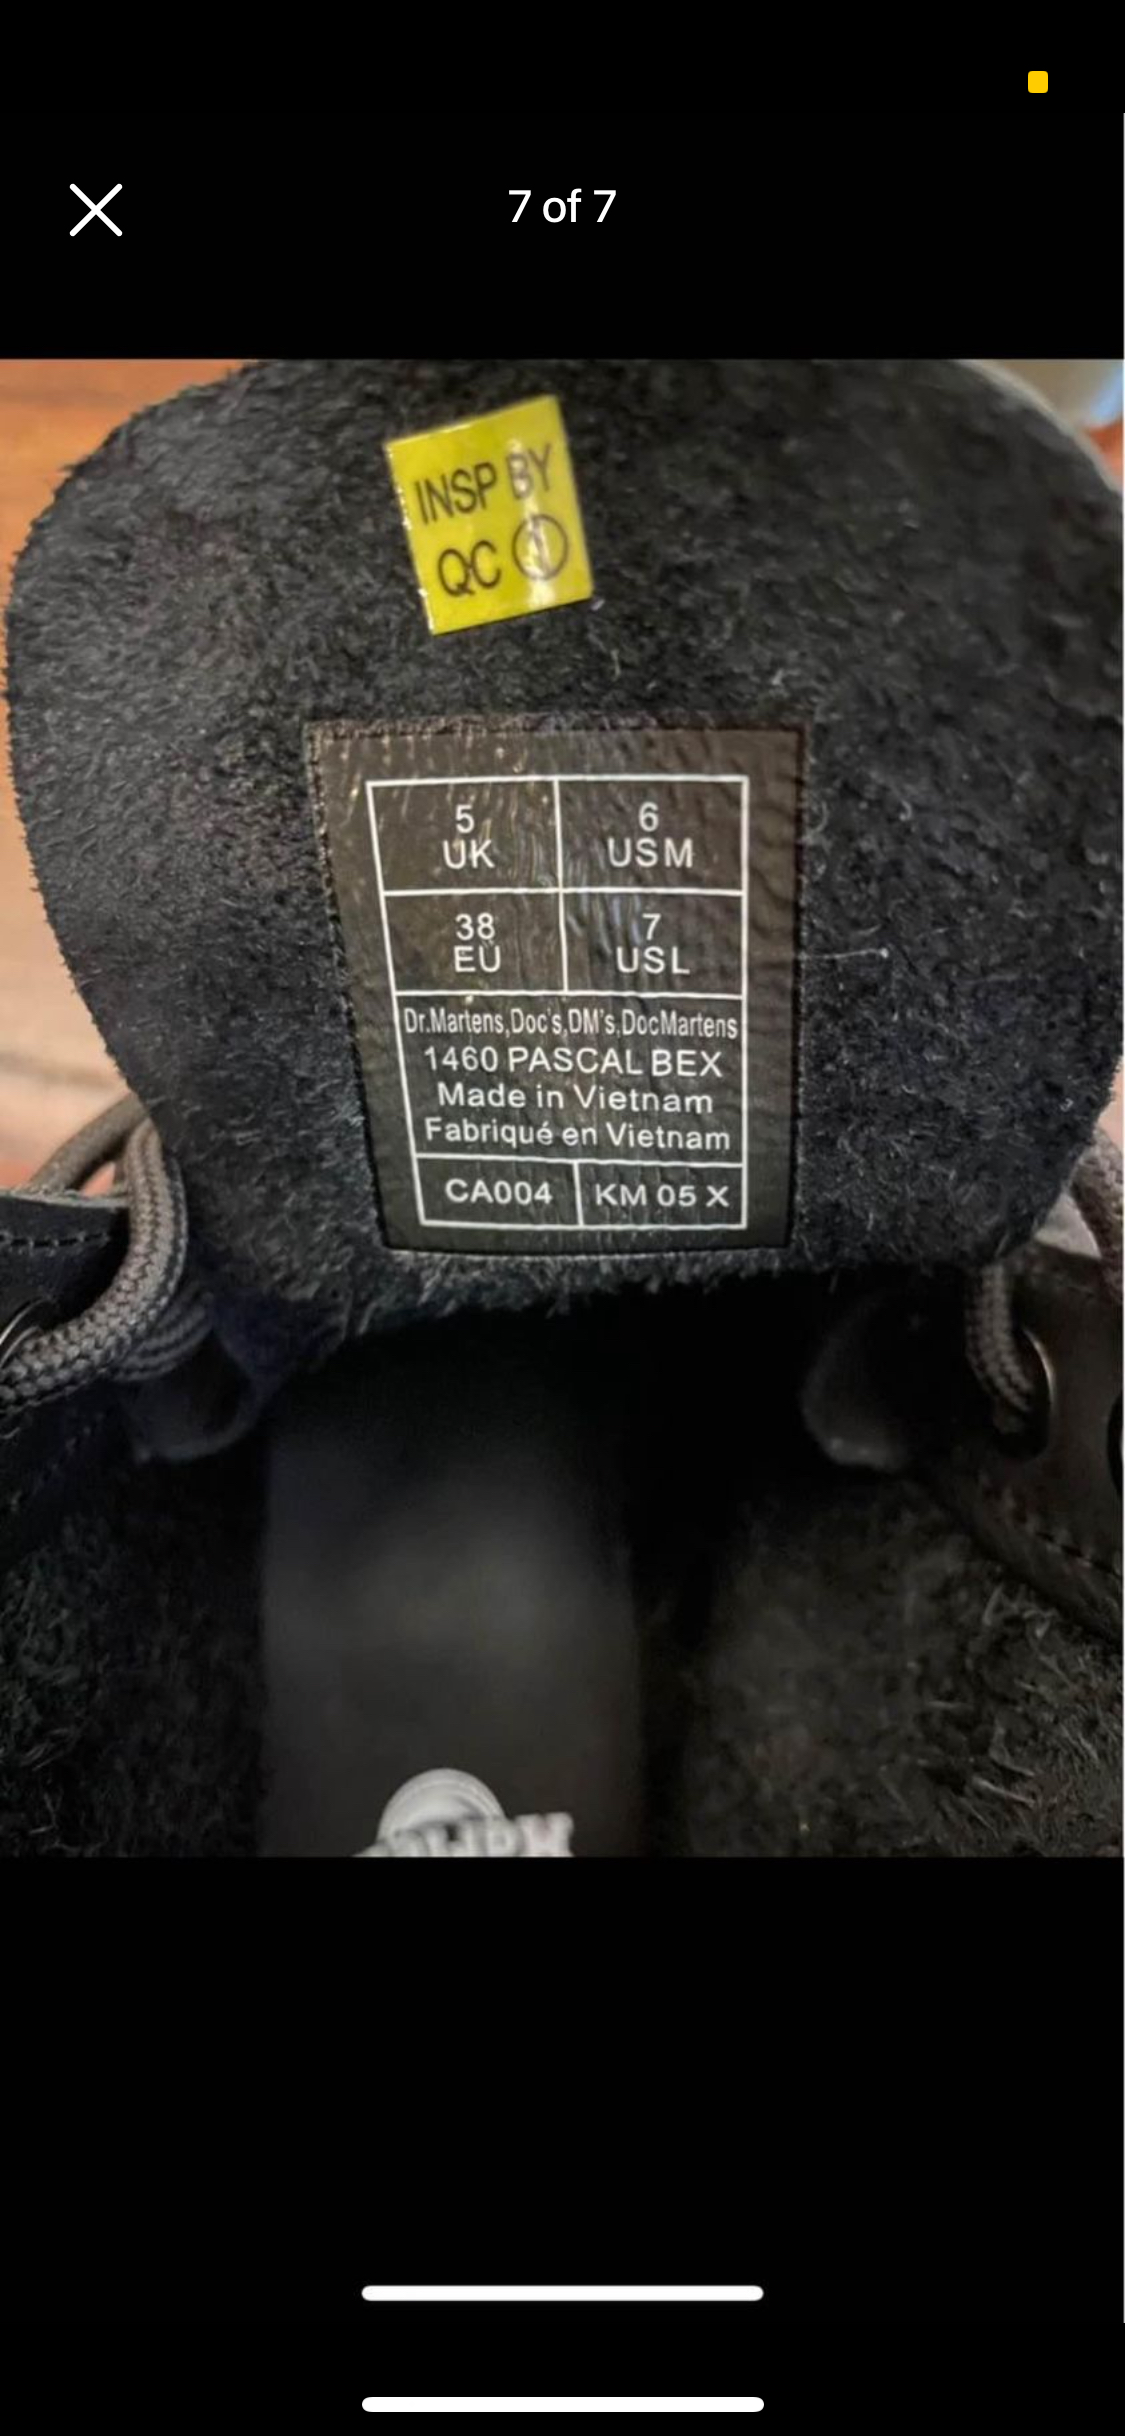 7 of 7
INSP BY
QC 1
5
UK
6
USM
38
EU
7
USL
Dr.Martens,Doc's,DM's,DocMartens
1460 PASCAL BEX
Made in Vietnam
Fabriqué en Vietnam
CA004
KM 05 X